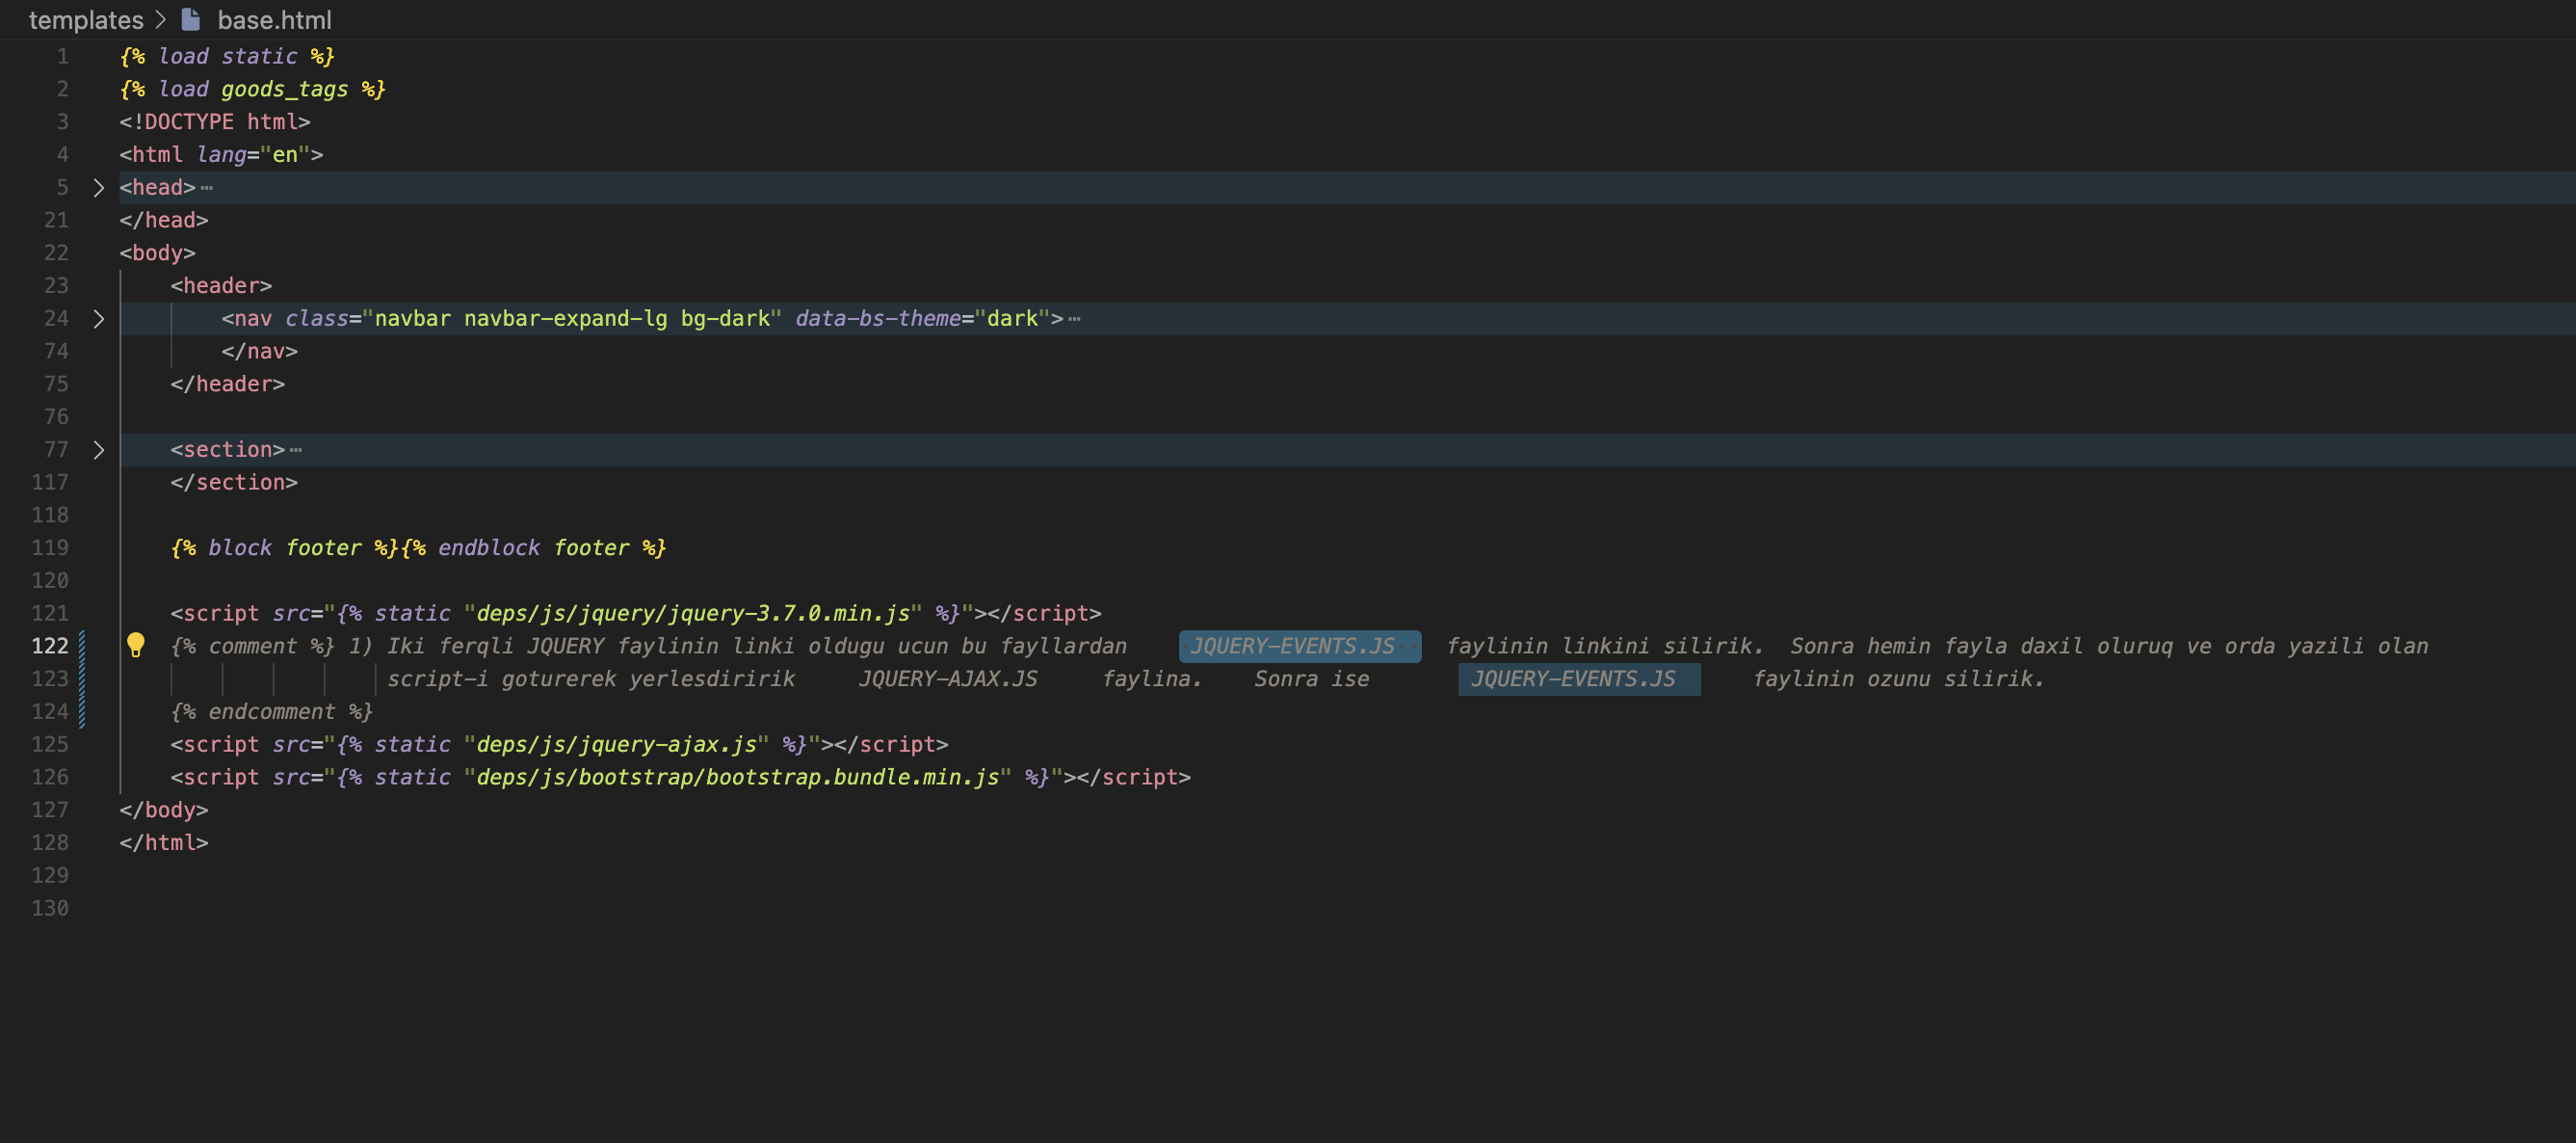 templates > base.html
1 {% load static %}
2 {% load goods_tags %}
3 <!DOCTYPE html>
4 <html lang="en">
5 <head>…
21 </head>
22 <body>
23 <header>
24 <nav class="navbar navbar-expand-lg bg-dark" data-bs-theme="dark">…
74 </nav>
75 </header>
76
77 <section>…
117 </section>
118
119 {% block footer %}{% endblock footer %}
120
121 <script src="{% static "deps/js/jquery/jquery-3.7.0.min.js" %}"></script>
122 {% comment %} 1) Iki ferqli JQUERY faylinin linki oldugu ucun bu fayllardan JQUERY-EVENTS.JS faylinin linkini silirik. Sonra hemin fayla daxil oluruq ve orda yazili olan
123 script-i goturerek yerlesdiririk JQUERY-AJAX.JS faylina. Sonra ise JQUERY-EVENTS.JS faylinin ozunu silirik.
124 {% endcomment %}
125 <script src="{% static "deps/js/jquery-ajax.js" %}"></script>
126 <script src="{% static "deps/js/bootstrap/bootstrap.bundle.min.js" %}"></script>
127 </body>
128 </html>
129
130